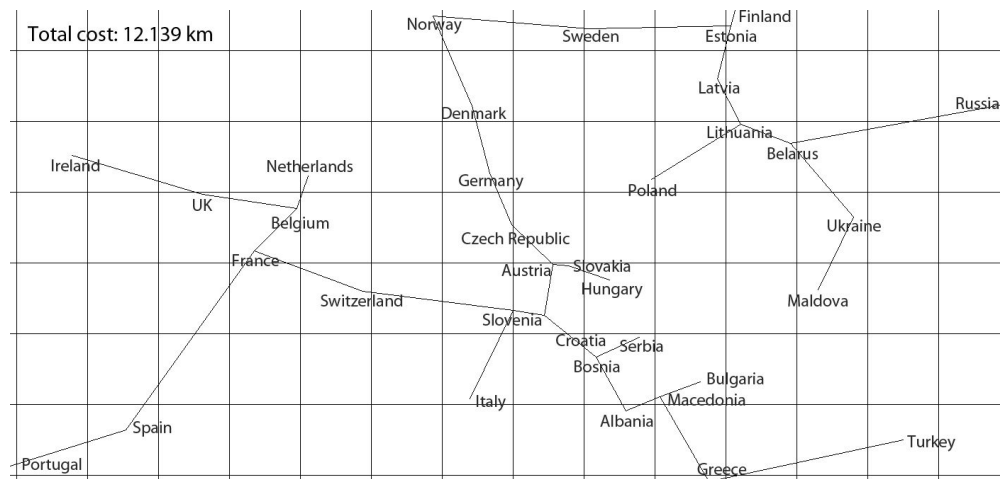 Finland
Norway
Total cost: 12.139 km
Sweden
Estonia
Latvia
Russia
Denmark
Lithuania
Belarus
Ireland
Netherlands
Germany
Poland
UK
Belgium
Ukraine
Czech Republic
France
Austria
Slovakia
Hungary
Switzerland
Maldova
Slovenia
Croatia
Serbia
Bosnia
Bulgaria
Italy
Macedonia
Albania
Spain
Turkey
Portugal
Greece